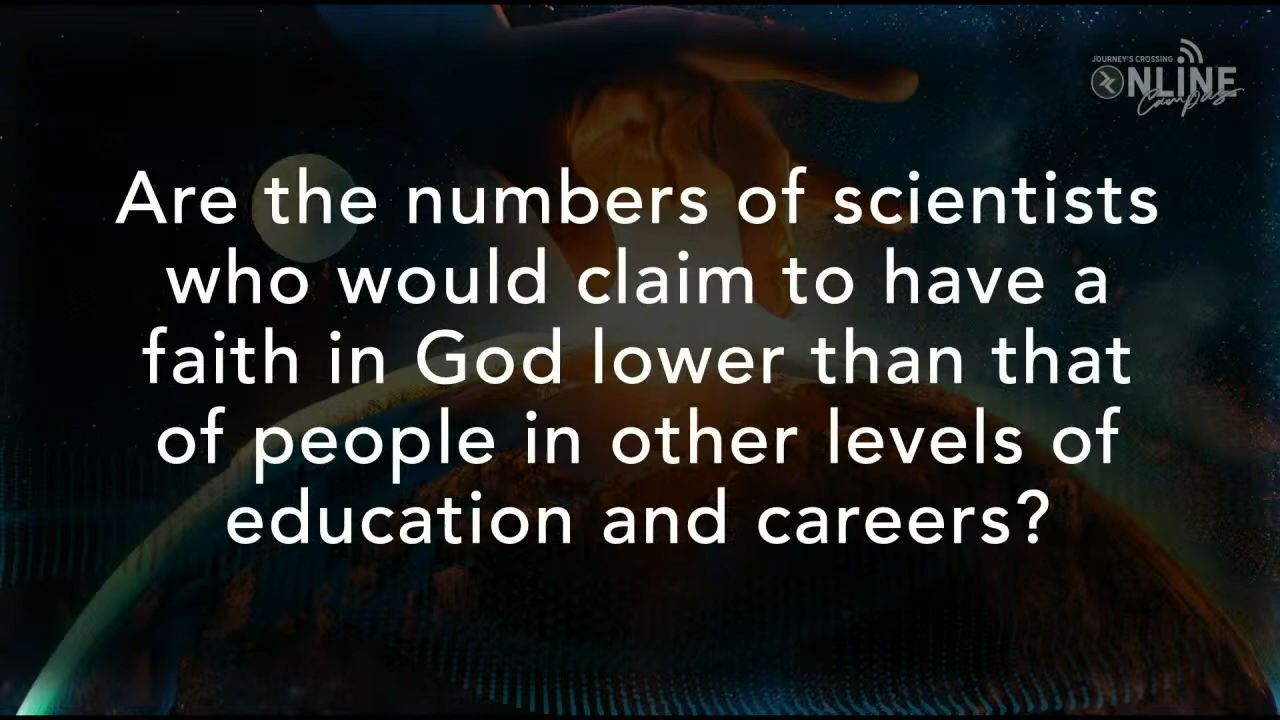 JOURNEY'S CROSSING
ONLINE
Campus
Are the numbers of scientists
who would claim to have a
faith in God lower than that
of people in other levels of
education and careers?